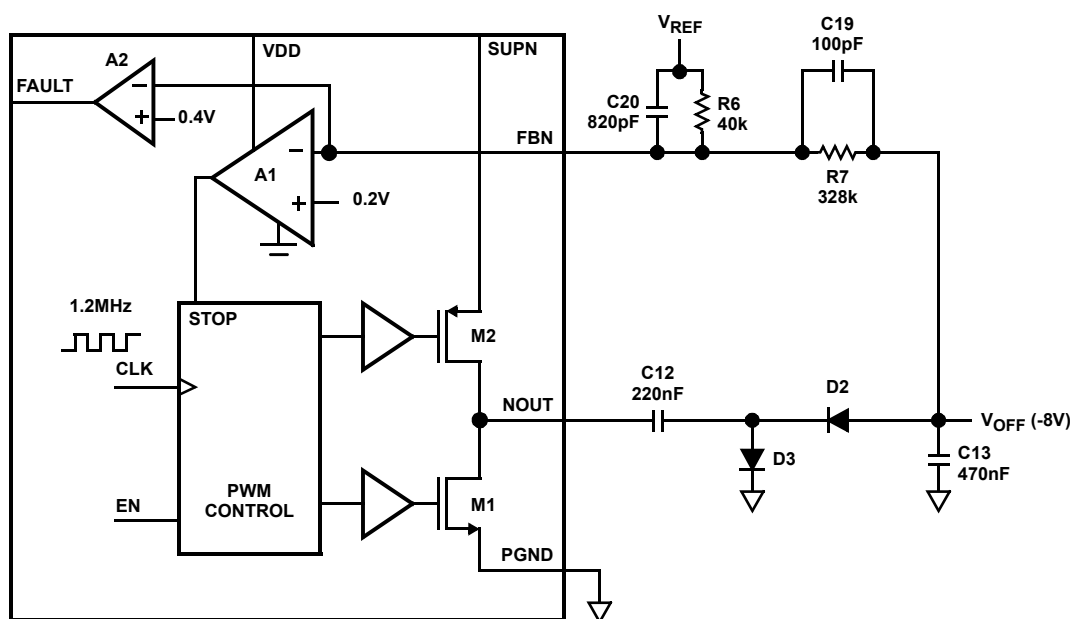 VREF
C19
100pF
VDD
SUPN
A2
FAULT
−
+
0.4V
C20
820pF
R6
40k
FBN
−
A1
+
0.2V
R7
328k
1.2MHz
STOP
CLK
M2
C12
220nF
D2
NOUT
VOFF (-8V)
D3
C13
470nF
PWM
CONTROL
EN
M1
PGND